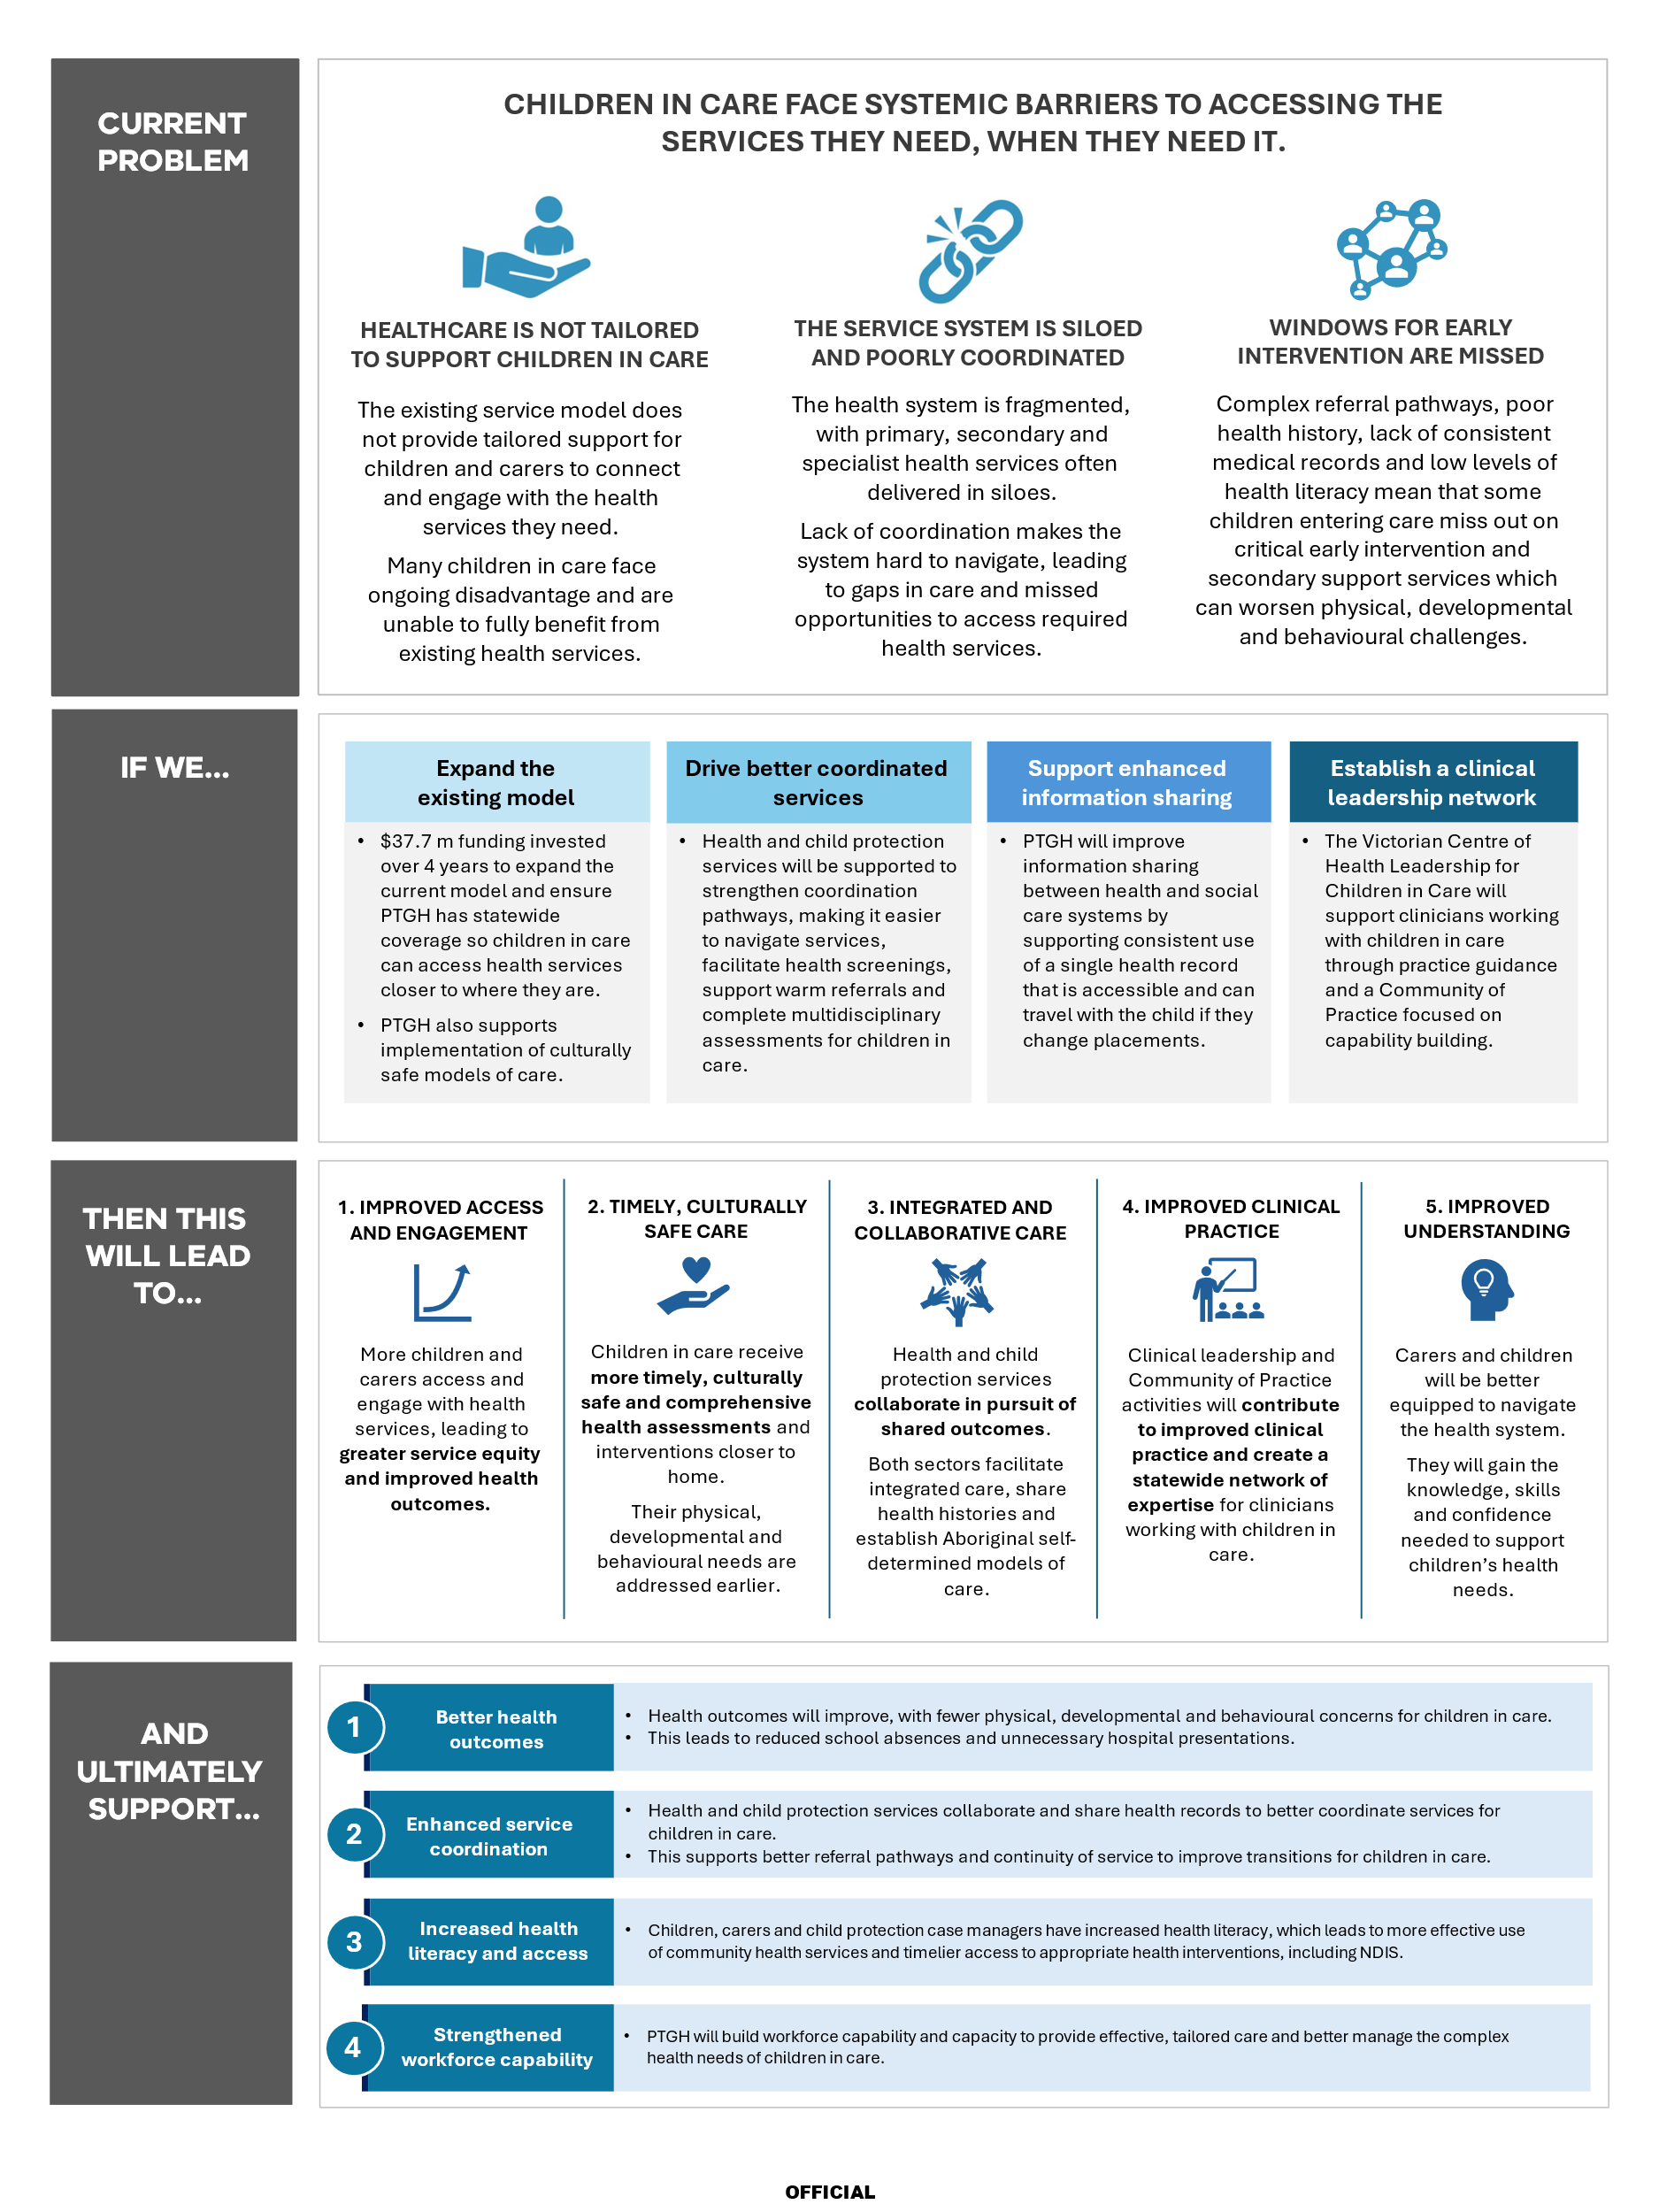 CURRENT
PROBLEM
CHILDREN IN CARE FACE SYSTEMIC BARRIERS TO ACCESSING THE
SERVICES THEY NEED, WHEN THEY NEED IT.
HEALTHCARE IS NOT TAILORED
TO SUPPORT CHILDREN IN CARE
The existing service model does
not provide tailored support for
children and carers to connect
and engage with the health
services they need.
Many children in care face
ongoing disadvantage and are
unable to fully benefit from
existing health services.
THE SERVICE SYSTEM IS SILOED
AND POORLY COORDINATED
The health system is fragmented,
with primary, secondary and
specialist health services often
delivered in siloes.
Lack of coordination makes the
system hard to navigate, leading
to gaps in care and missed
opportunities to access required
health services.
WINDOWS FOR EARLY
INTERVENTION ARE MISSED
Complex referral pathways, poor
health history, lack of consistent
medical records and low levels of
health literacy mean that some
children entering care miss out on
critical early intervention and
secondary support services which
can worsen physical, developmental
and behavioural challenges.
IF WE...
Expand the
existing model
• $37.7 m funding invested
over 4 years to expand the
current model and ensure
PTGH has statewide
coverage so children in care
can access health services
closer to where they are.
• PTGH also supports
implementation of culturally
safe models of care.
Drive better coordinated
services
• Health and child protection
services will be supported to
strengthen coordination
pathways, making it easier
to navigate services,
facilitate health screenings,
support warm referrals and
complete multidisciplinary
assessments for children in
care.
Support enhanced
information sharing
• PTGH will improve
information sharing
between health and social
care systems by
supporting consistent use
of a single health record
that is accessible and can
travel with the child if they
change placements.
Establish a clinical
leadership network
• The Victorian Centre of
Health Leadership for
Children in Care will
support clinicians working
with children in care
through practice guidance
and a Community of
Practice focused on
capability building.
THEN THIS
WILL LEAD
TO...
1. IMPROVED ACCESS
AND ENGAGEMENT
More children and
carers access and
engage with health
services, leading to
greater service equity
and improved health
outcomes.
2. TIMELY, CULTURALLY
SAFE CARE
Children in care receive
more timely, culturally
safe and comprehensive
health assessments and
interventions closer to
home.
Their physical,
developmental and
behavioural needs are
addressed earlier.
3. INTEGRATED AND
COLLABORATIVE CARE
Health and child
protection services
collaborate in pursuit of
shared outcomes.
Both sectors facilitate
integrated care, share
health histories and
establish Aboriginal self-
determined models of
care.
4. IMPROVED CLINICAL
PRACTICE
Clinical leadership and
Community of Practice
activities will contribute
to improved clinical
practice and create a
statewide network of
expertise for clinicians
working with children in
care.
5. IMPROVED
UNDERSTANDING
Carers and children
will be better
equipped to navigate
the health system.
They will gain the
knowledge, skills
and confidence
needed to support
children's health
needs.
AND
ULTIMATELY
SUPPORT...
1
Better health
outcomes
• Health outcomes will improve, with fewer physical, developmental and behavioural concerns for children in care.
• This leads to reduced school absences and unnecessary hospital presentations.
2
Enhanced service
coordination
• Health and child protection services collaborate and share health records to better coordinate services for
children in care.
• This supports better referral pathways and continuity of service to improve transitions for children in care.
3
Increased health
literacy and access
• Children, carers and child protection case managers have increased health literacy, which leads to more effective use
of community health services and timelier access to appropriate health interventions, including NDIS.
4
Strengthened
workforce capability
• PTGH will build workforce capability and capacity to provide effective, tailored care and better manage the complex
health needs of children in care.
OFFICIAL